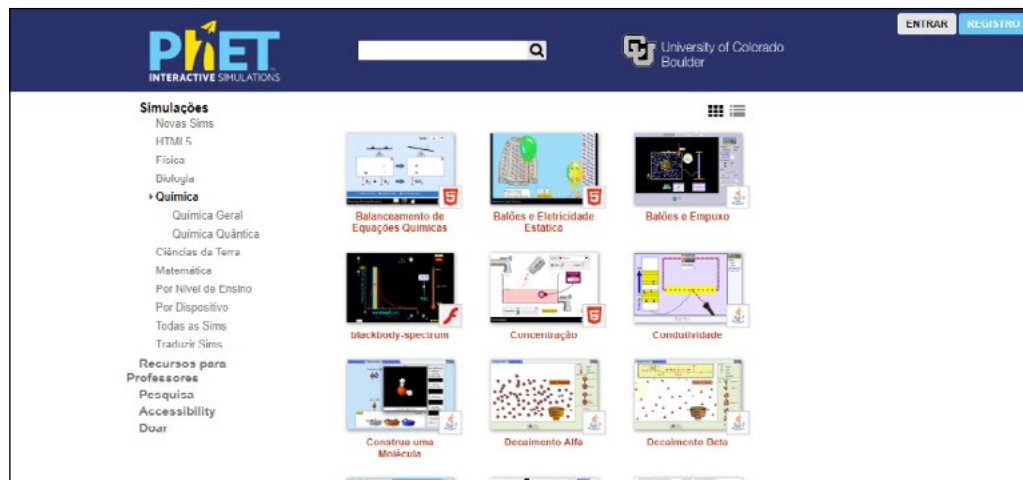 ENTRAR
REGISTRO
PhET
INTERACTIVE SIMULATIONS
University of Colorado
Boulder
Simulações
Novas Sims
HTML5
Física
Biologia
Química
Química Geral
Química Quântica
Ciências da Terra
Matemática
Por Nível de Ensino
Por Dispositivo
Todas as Sims
Traduzir Sims
Recursos para
Professores
Pesquisa
Accessibility
Doar
Balanceamento de
Equações Químicas
Balões e Eletricidade
Estática
Balões e Empuxo
blackbody-spectrum
Concentração
Condutividade
Construa uma
Molécula
Decaimento Alfa
Decaimento Beta